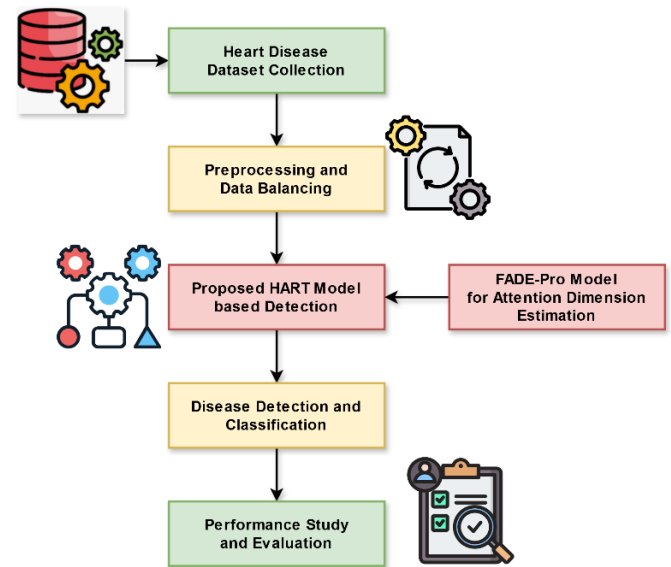 Heart Disease
Dataset Collection
Preprocessing and
Data Balancing
Proposed HART Model
based Detection
FADE-Pro Model
for Attention Dimension
Estimation
Disease Detection and
Classification
Performance Study
and Evaluation